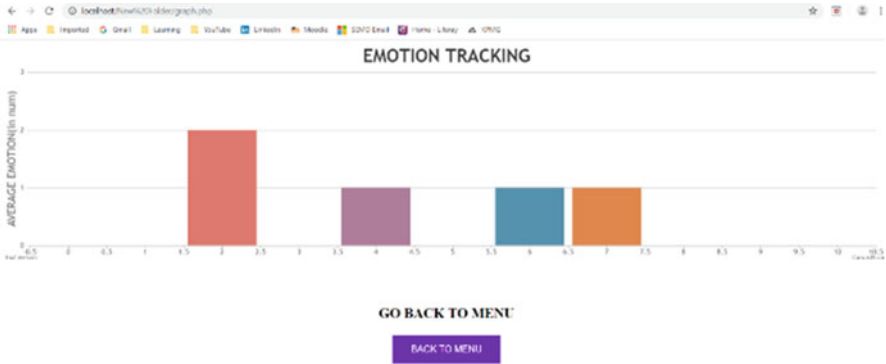 localhost/New%20folder/graph.php
Apps Imported Gmail Learning YouTube LinkedIn Moodle Email Home - Library
EMOTION TRACKING
AVERAGE EMOTION(in num)
3
2
1
0
-0.5 0 0.5 1 1.5 2 2.5 3 3.5 4 4.5 5 5.5 6 6.5 7 7.5 8 8.5 9 9.5 10 10.5
GO BACK TO MENU
BACK TO MENU